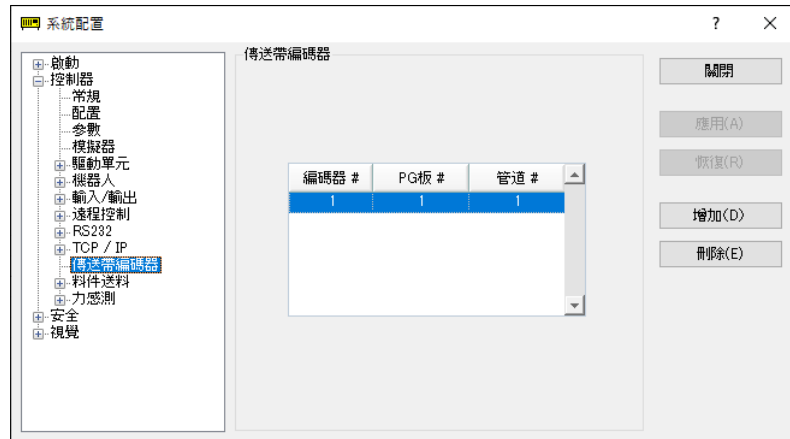 系統配置
?
啟動
控制器
常規
配置
參數
模擬器
驅動單元
機器人
輸入/輸出
遠程控制
RS232
TCP / IP
傳送帶編碼器
料件送料
力感測
安全
視覺
傳送帶編碼器
編碼器 # PG板 # 管道 #
1 1 1
關閉
應用(A)
恢復(R)
增加(D)
刪除(E)